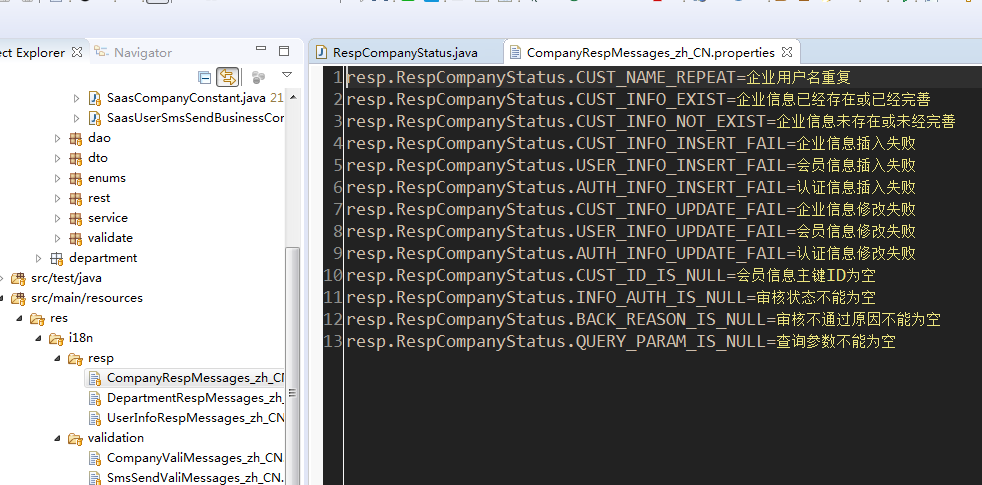 ect Explorer
Navigator
SaasCompanyConstant.java 21
SaasUserSmsSendBusinessCor
dao
dto
enums
rest
service
validate
department
src/test/java
src/main/resources
res
i18n
resp
CompanyRespMessages_zh_CN
DepartmentRespMessages_zh_
UserInfoRespMessages_zh_CN
validation
CompanyValiMessages_zh_CN
SmsSendValiMessages_zh_CN.
RespCompanyStatus.java
CompanyRespMessages_zh_CN.properties
1 resp.RespCompanyStatus.CUST_NAME_REPEAT=企业用户名重复
2 resp.RespCompanyStatus.CUST_INFO_EXIST=企业信息已经存在或已经完善
3 resp.RespCompanyStatus.CUST_INFO_NOT_EXIST=企业信息未存在或未经完善
4 resp.RespCompanyStatus.CUST_INFO_INSERT_FAIL=企业信息插入失败
5 resp.RespCompanyStatus.USER_INFO_INSERT_FAIL=会员信息插入失败
6 resp.RespCompanyStatus.AUTH_INFO_INSERT_FAIL=认证信息插入失败
7 resp.RespCompanyStatus.CUST_INFO_UPDATE_FAIL=企业信息修改失败
8 resp.RespCompanyStatus.USER_INFO_UPDATE_FAIL=会员信息修改失败
9 resp.RespCompanyStatus.AUTH_INFO_UPDATE_FAIL=认证信息修改失败
10 resp.RespCompanyStatus.CUST_ID_IS_NULL=会员信息主键ID为空
11 resp.RespCompanyStatus.INFO_AUTH_IS_NULL=审核状态不能为空
12 resp.RespCompanyStatus.BACK_REASON_IS_NULL=审核不通过原因不能为空
13 resp.RespCompanyStatus.QUERY_PARAM_IS_NULL=查询参数不能为空